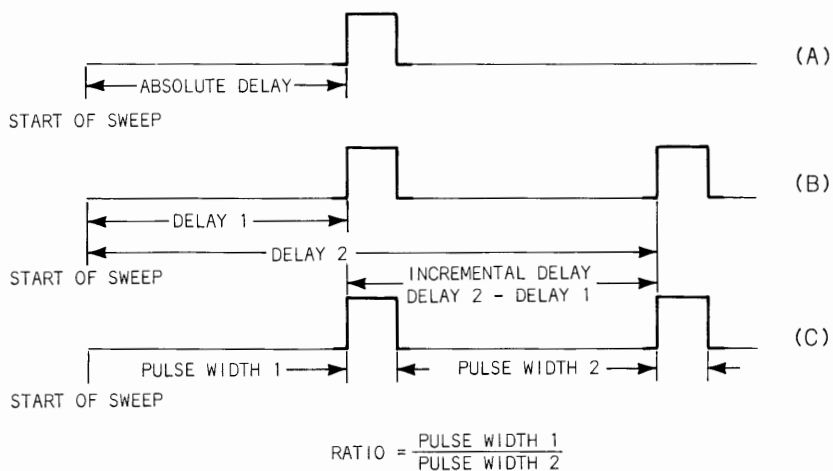 (A)
ABSOLUTE DELAY
START OF SWEEP
(B)
DELAY 1
DELAY 2
START OF SWEEP
INCREMENTAL DELAY
DELAY 2 - DELAY 1
(C)
PULSE WIDTH 1
PULSE WIDTH 2
START OF SWEEP
RATIO = PULSE WIDTH 1
PULSE WIDTH 2